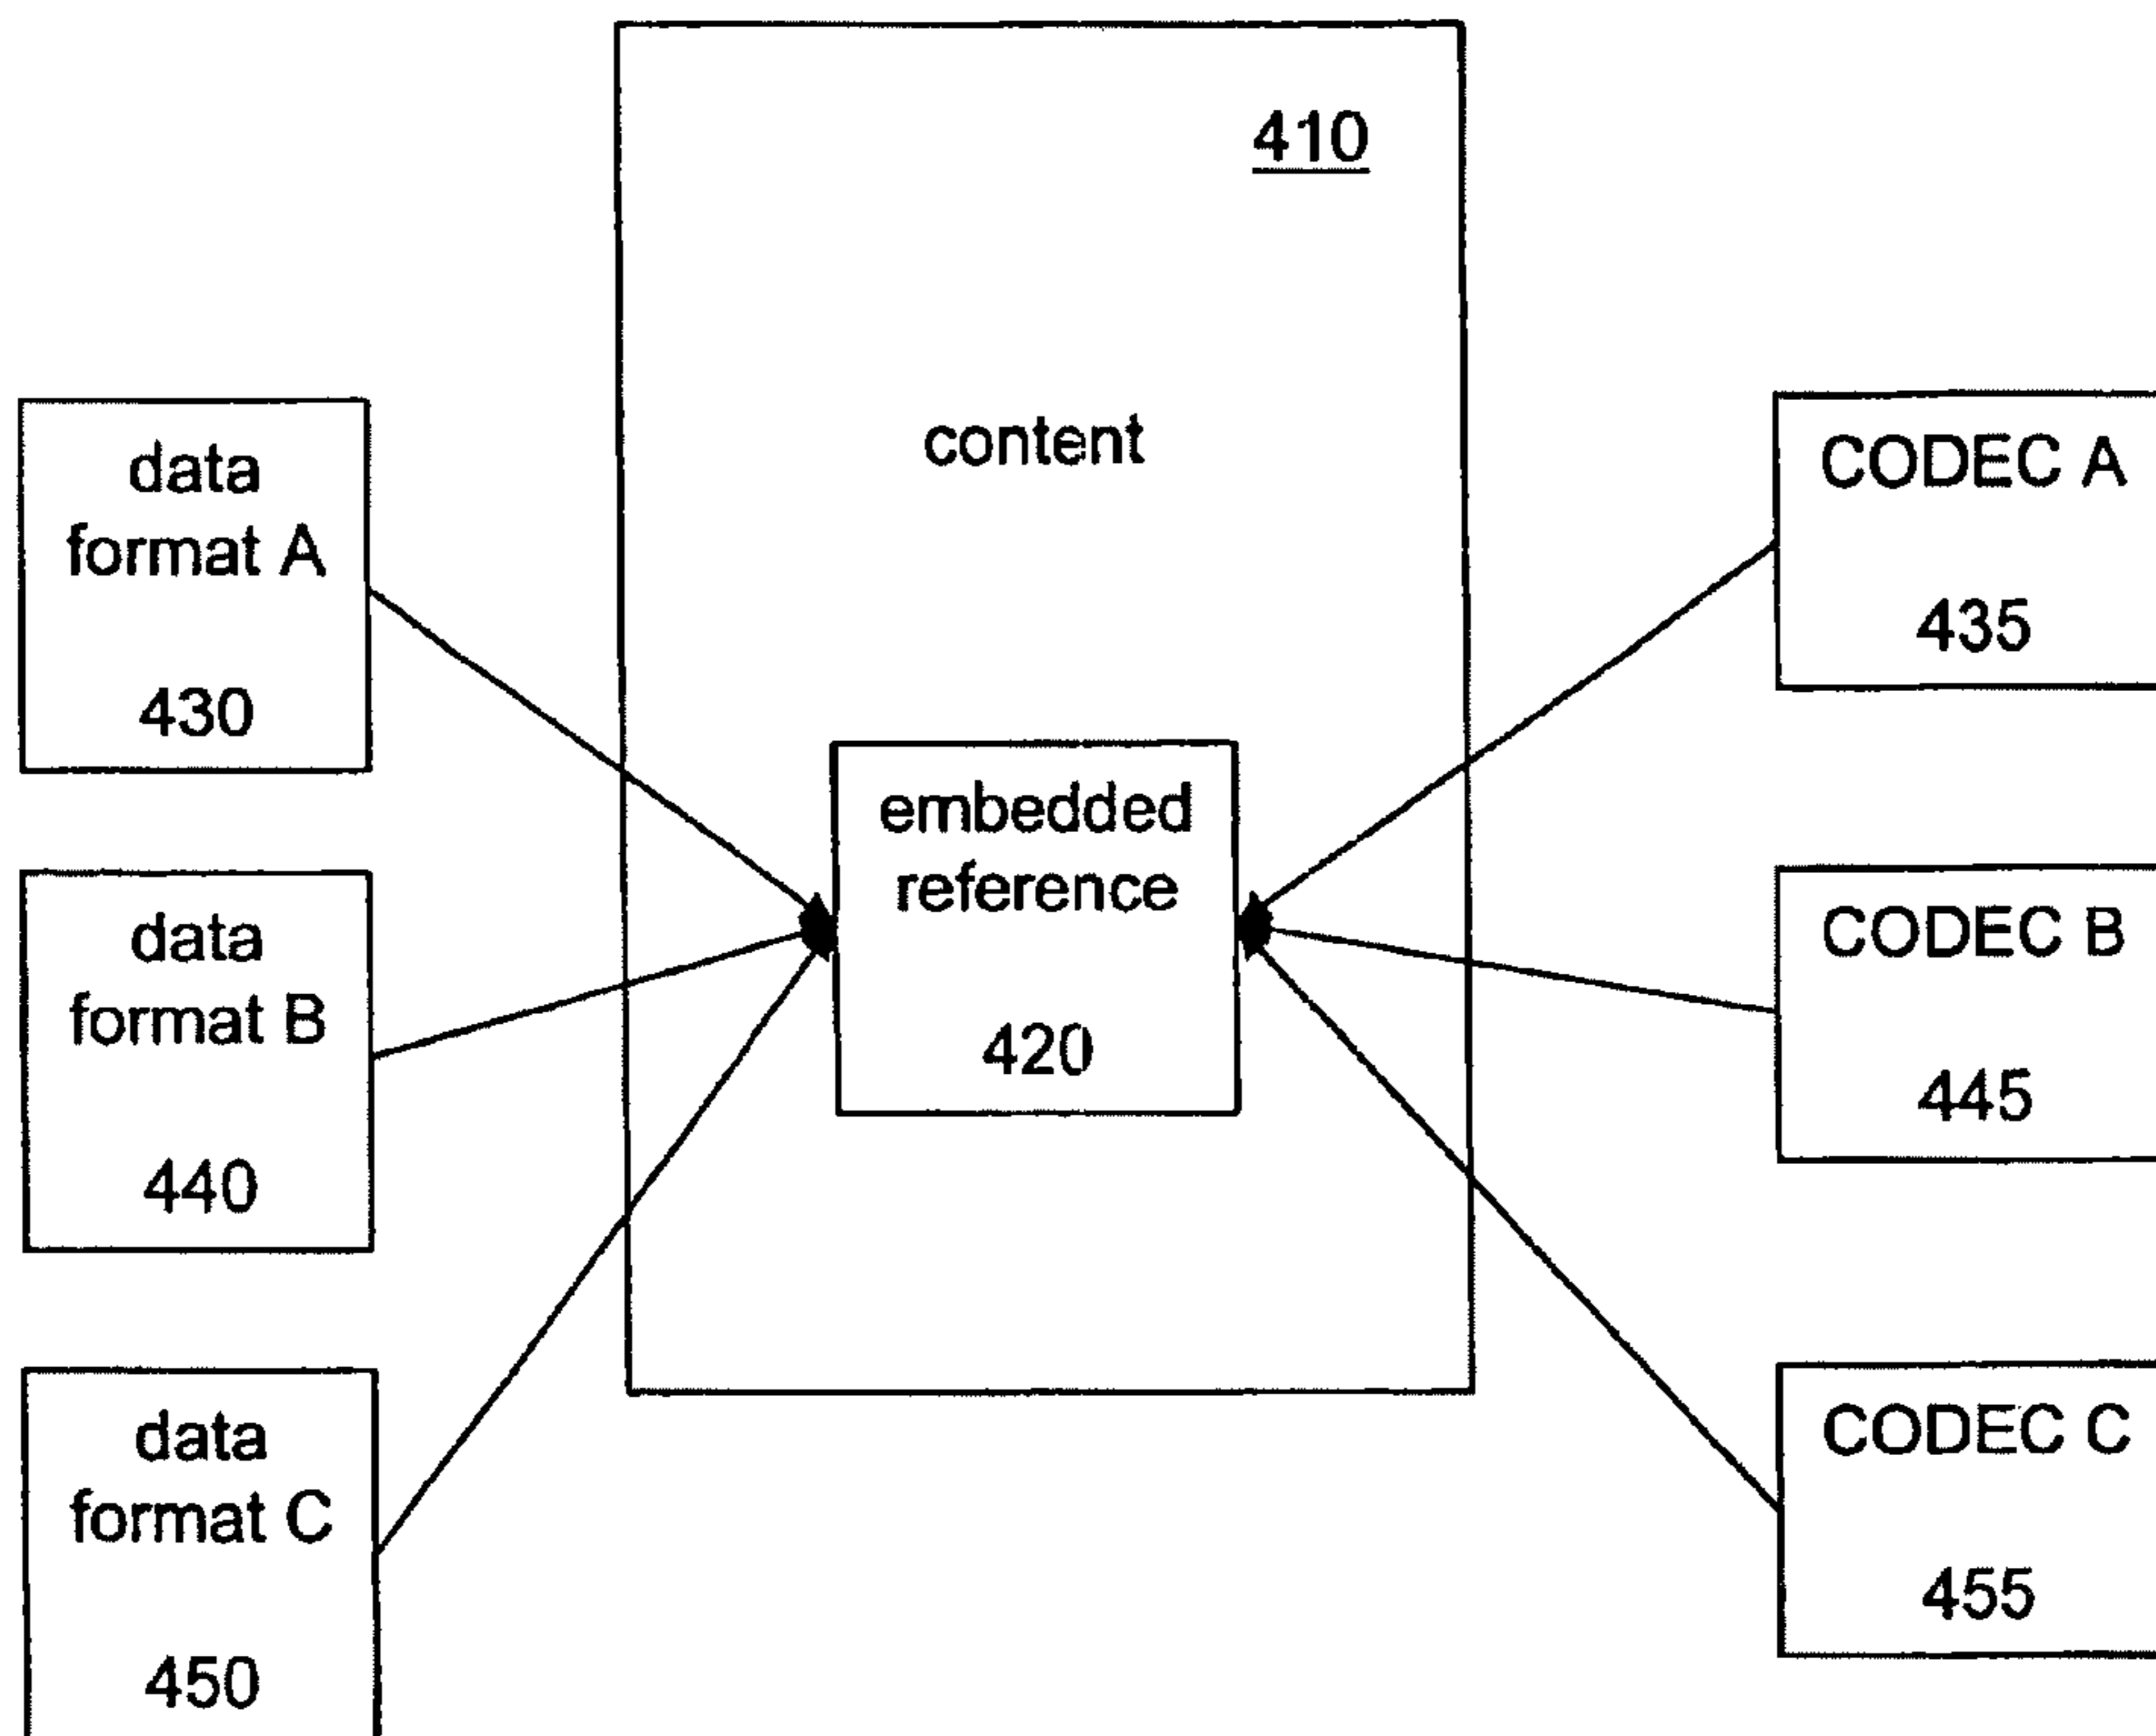 410
content
data
format A
430
CODEC A
435
embedded
reference
420
data
format B
440
CODEC B
445
data
format C
450
CODEC C
455